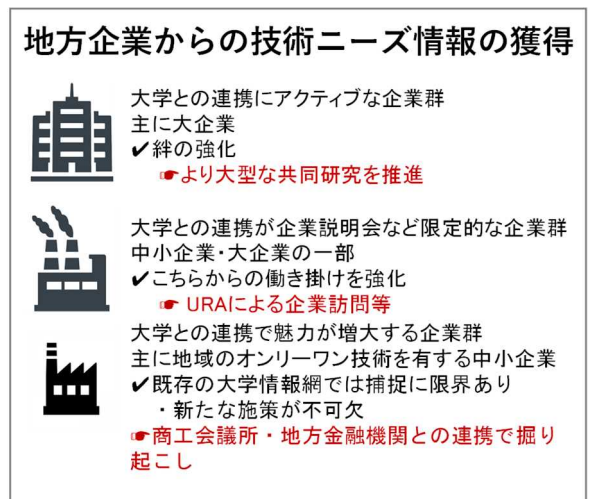 地方企業からの技術ニーズ情報の獲得
大学との連携にアクティブな企業群
主に大企業
✔絆の強化
☛より大型な共同研究を推進
大学との連携が企業説明会など限定的な企業群
中小企業・大企業の一部
✔こちらからの働き掛けを強化
☛ URAによる企業訪問等
大学との連携で魅力が増大する企業群
主に地域のオンリーワン技術を有する中小企業
✔既存の大学情報網では捕捉に限界あり
・新たな施策が不可欠
☛商工会議所・地方金融機関との連携で掘り
起こし